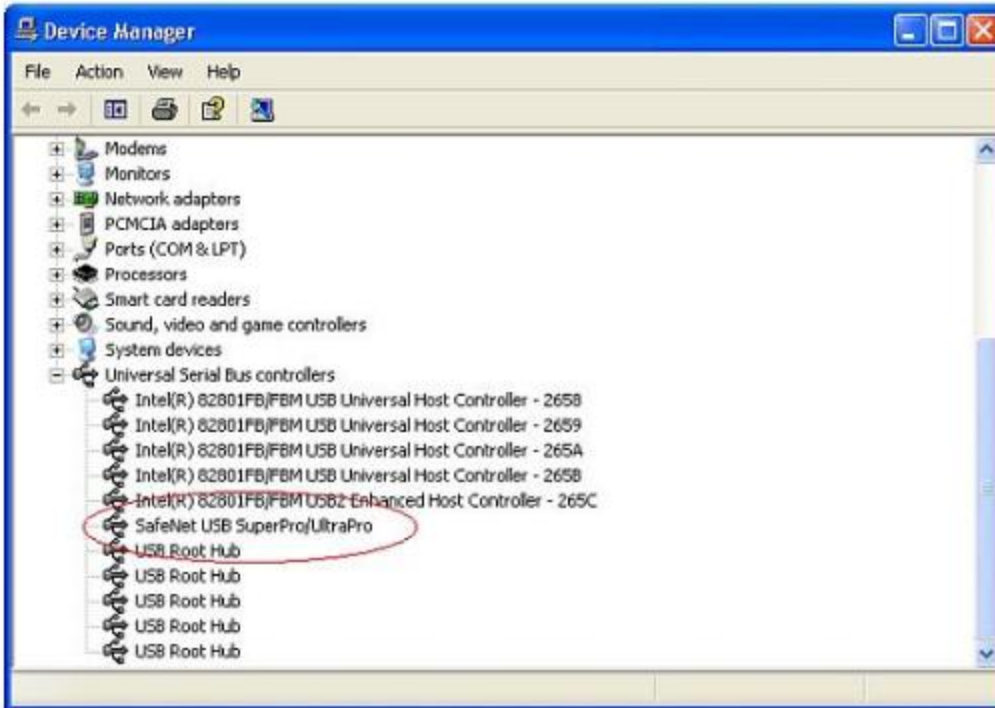 Device Manager
File Action View Help
Modems
Monitors
Network adapters
PCMCIA adapters
Ports (COM & LPT)
Processors
Smart card readers
Sound, video and game controllers
System devices
Universal Serial Bus controllers
Intel(R) 82801FB/FBM USB Universal Host Controller - 2658
Intel(R) 82801FB/FBM USB Universal Host Controller - 2659
Intel(R) 82801FB/FBM USB Universal Host Controller - 265A
Intel(R) 82801FB/FBM USB Universal Host Controller - 265B
Intel(R) 82801FB/FBM USB2 Enhanced Host Controller - 265C
SafeNet USB SuperPro/UltraPro
USB Root Hub
USB Root Hub
USB Root Hub
USB Root Hub
USB Root Hub